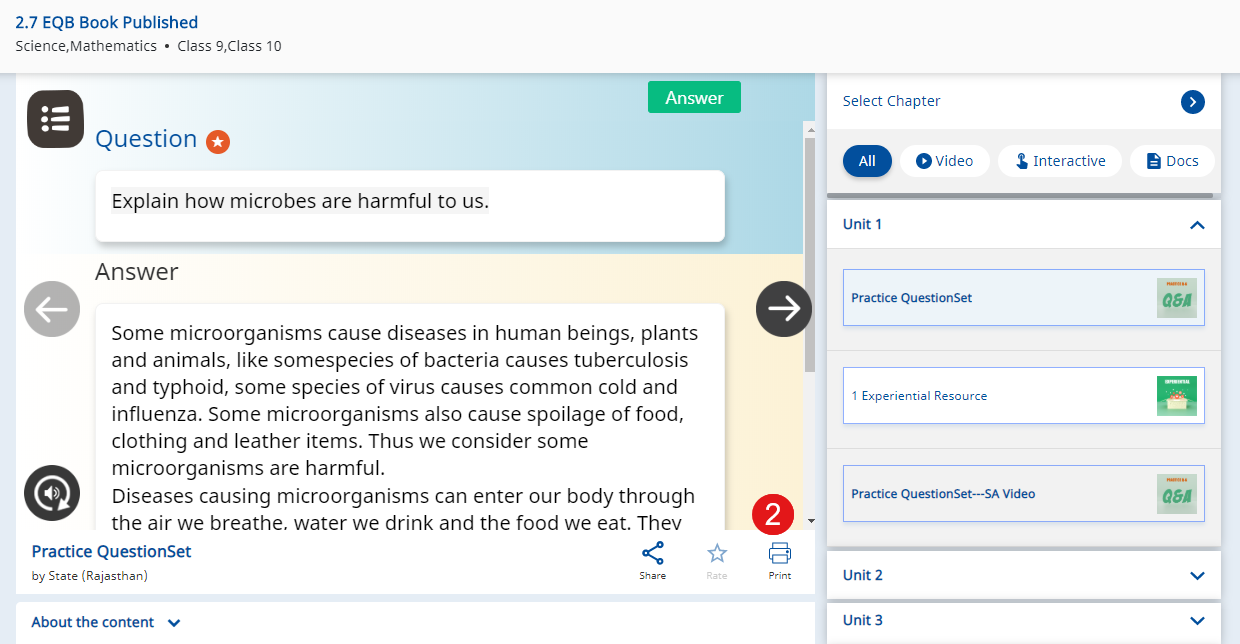 2.7 EQB Book Published
Science,Mathematics • Class 9,Class 10
Answer
Question
Explain how microbes are harmful to us.
Answer
Some microorganisms cause diseases in human beings, plants
and animals, like somespecies of bacteria causes tuberculosis
and typhoid, some species of virus causes common cold and
influenza. Some microorganisms also cause spoilage of food,
clothing and leather items. Thus we consider some
microorganisms are harmful.
Diseases causing microorganisms can enter our body through
the air we breathe, water we drink and the food we eat. They
2
Practice QuestionSet
by State (Rajasthan)
Share
Rate
Print
About the content
Select Chapter
All
Video
Interactive
Docs
Unit 1
Practice QuestionSet
Q&A
1 Experiential Resource
EXPERIENTIAL
Practice QuestionSet---SA Video
Q&A
Unit 2
Unit 3